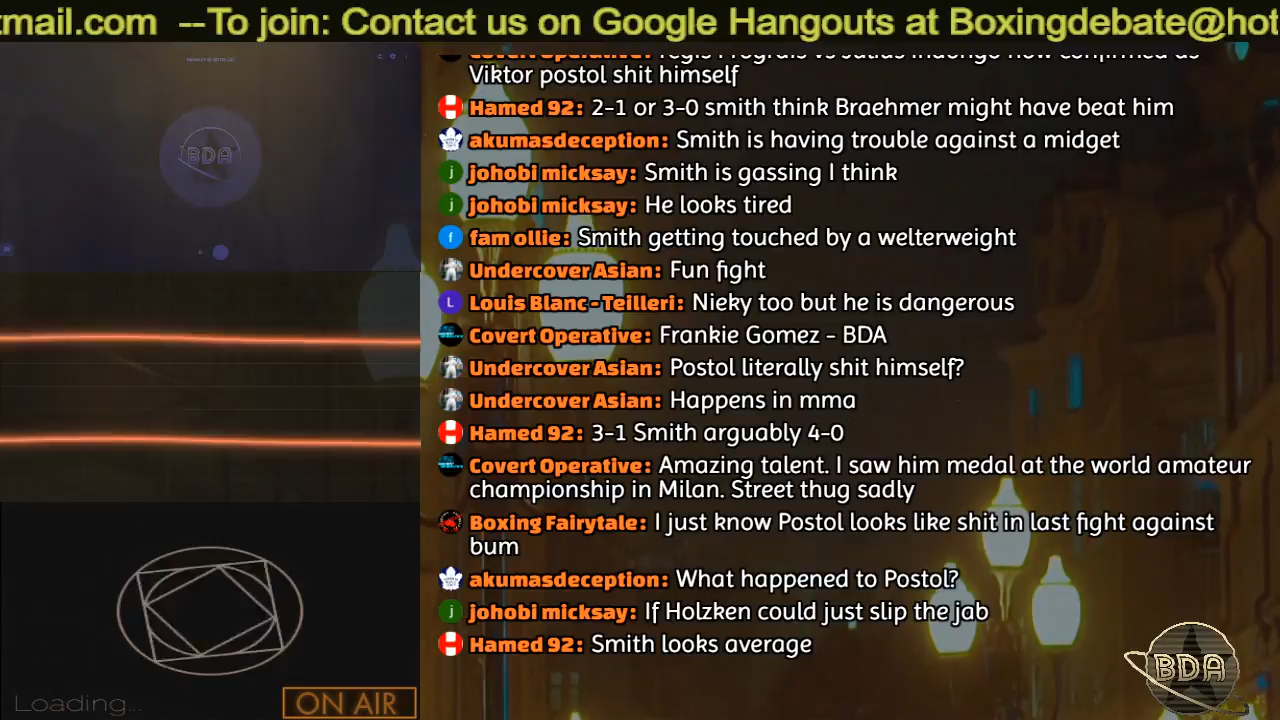 tmail.com --To join: Contact us on Google Hangouts at Boxingdebate@hot
BDA
Viktor postol shit himself
Hamed 92: 2-1 or 3-0 smith think Braehmer might have beat him
akumasdeception: Smith is having trouble against a midget
johobi micksay: Smith is gassing I think
johobi micksay: He looks tired
fam ollie: Smith getting touched by a welterweight
Undercover Asian: Fun fight
Louis Blanc - Teilleri: Nieky too but he is dangerous
Covert Operative: Frankie Gomez - BDA
Undercover Asian: Postol literally shit himself?
Undercover Asian: Happens in mma
Hamed 92: 3-1 Smith arguably 4-0
Covert Operative: Amazing talent. I saw him medal at the world amateur
championship in Milan. Street thug sadly
Boxing Fairytale: I just know Postol looks like shit in last fight against
bum
akumasdeception: What happened to Postol?
johobi micksay: If Holzken could just slip the jab
Hamed 92: Smith looks average
BDA
Loading...
ON AIR